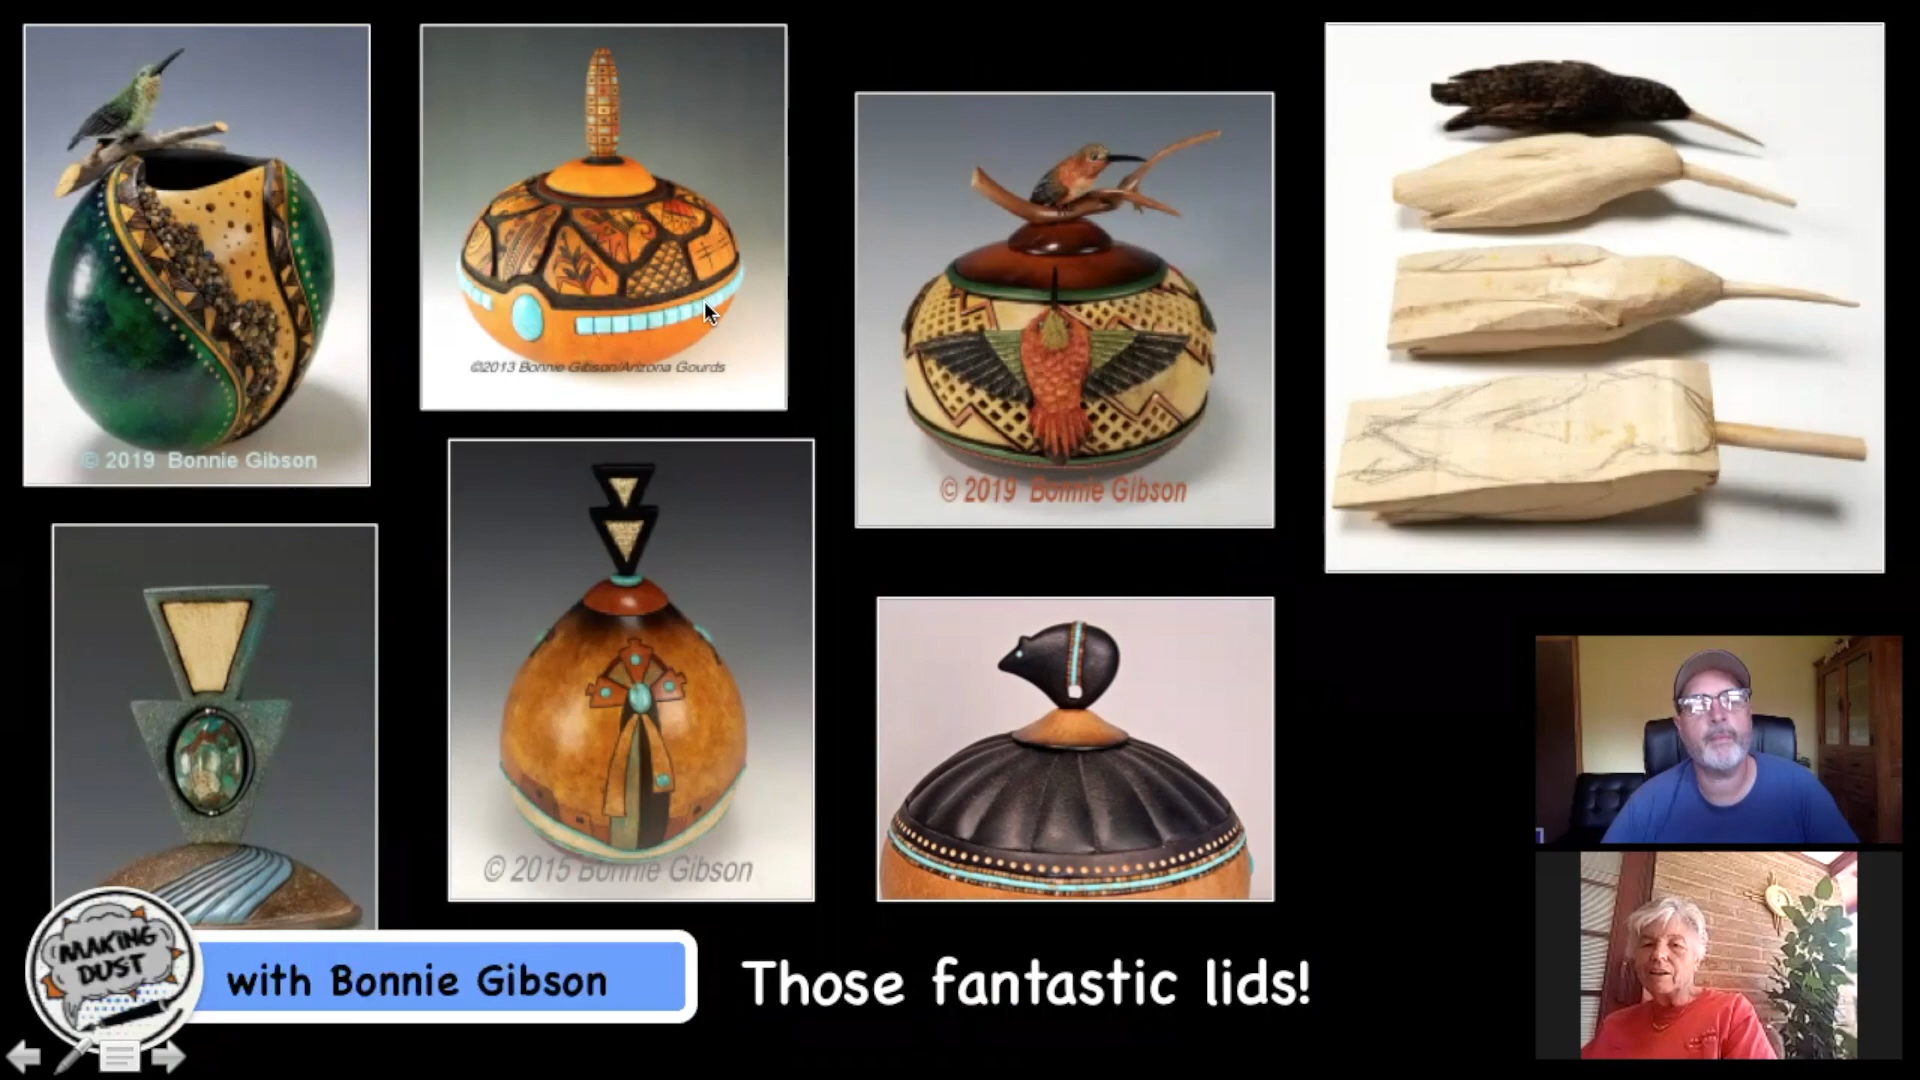 © 2019 Bonnie Gibson
©2013 Bonnie Gibson/Arizona Gourds
© 2019 Bonnie Gibson
© 2015 Bonnie Gibson
MAKING
DUST
with Bonnie Gibson
Those fantastic lids!